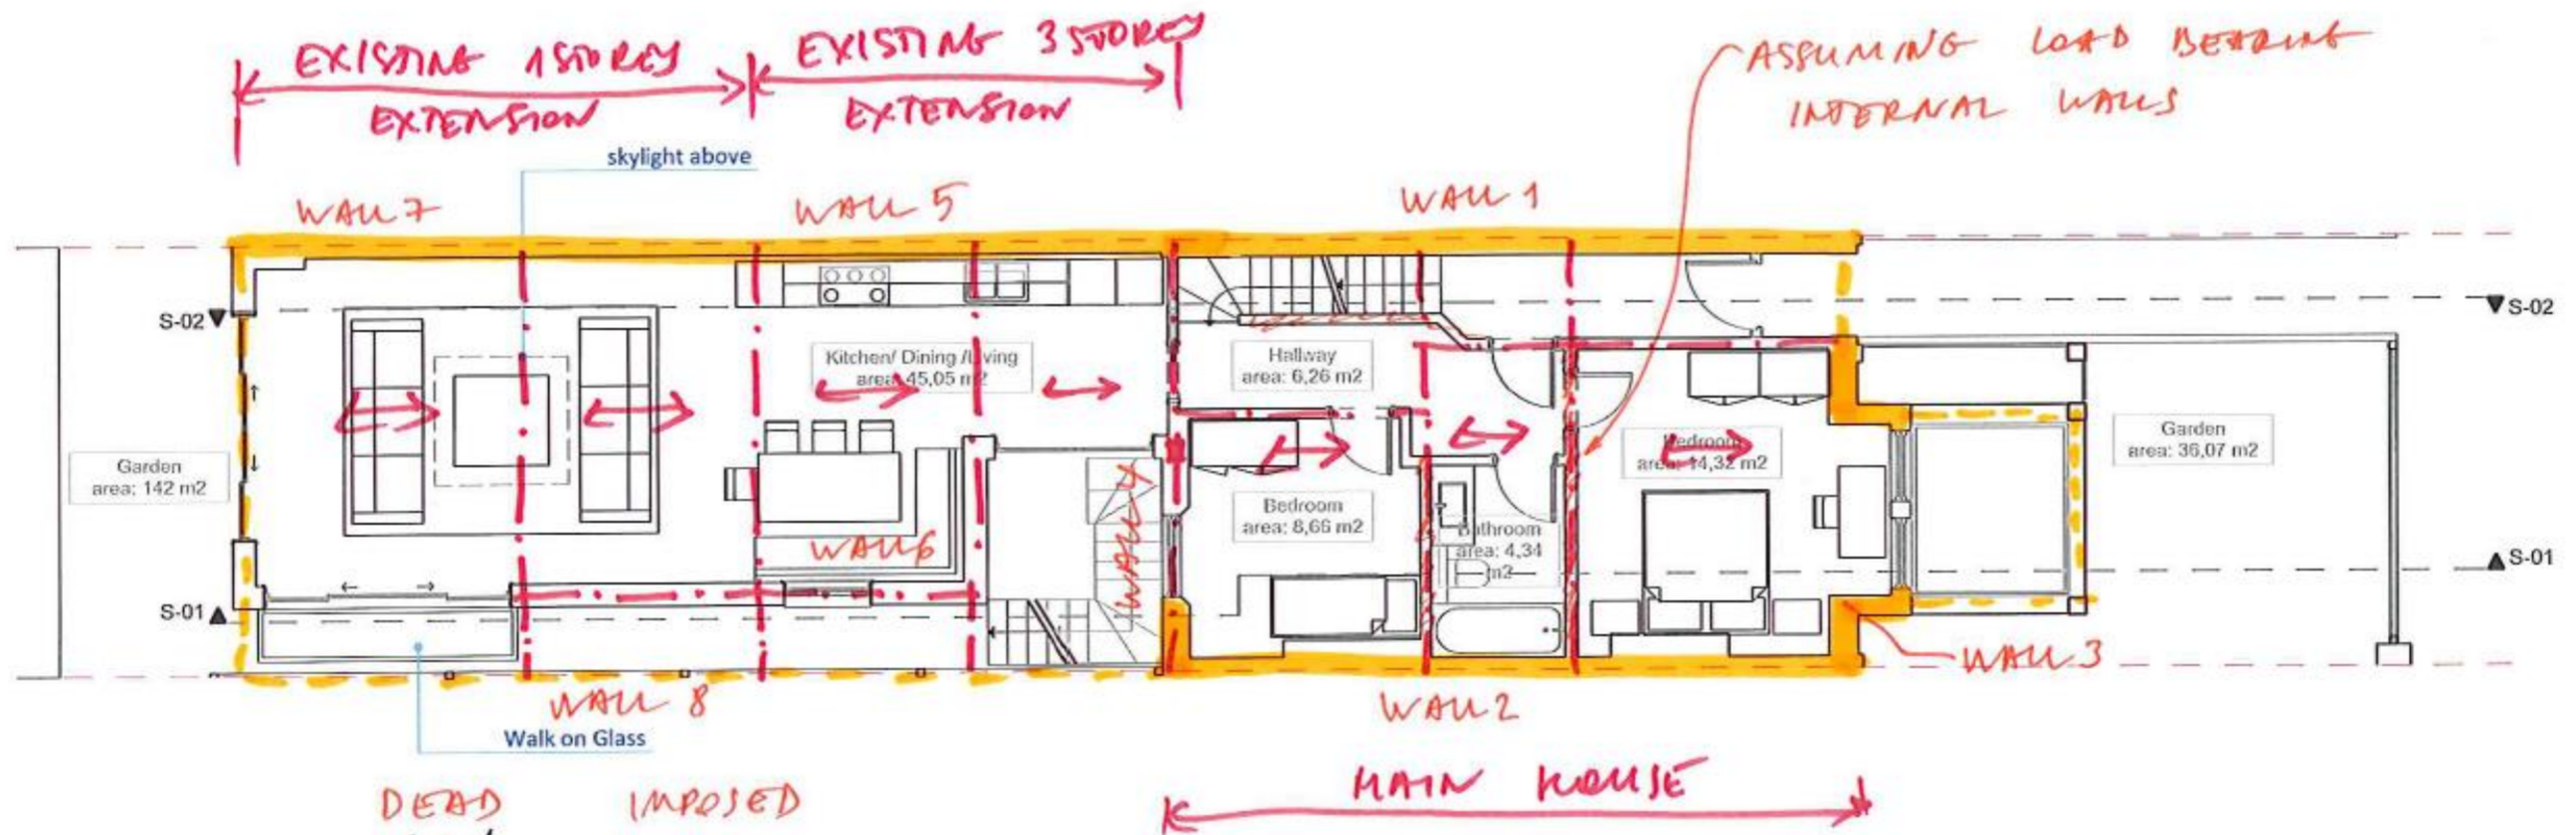 EXISTING 1 STOREY
EXTENSION
EXISTING 3 STOREY
EXTENSION
ASSUMING LOAD BEARING
INTERNAL WALLS
skylight above
WALL 7
WALL 5
WALL 1
S-02
S-02
Kitchen/ Dining /Living
area: 45,05 m2
Hallway
area: 6,26 m2
Garden
area: 142 m2
Bedroom
area: 14,32 m2
Garden
area: 36,07 m2
Bedroom
area: 8,66 m2
Bathroom
area: 4,34
m2
WALL 6
WALL 4
S-01
S-01
WALL 3
WALL 8
WALL 2
Walk on Glass
DEAD IMPOSED
MAIN HOUSE